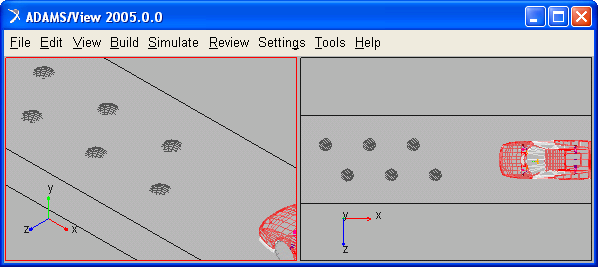 ADAMS/View 2005.0.0
File Edit View Build Simulate Review Settings Tools Help
y
z x
y x
z